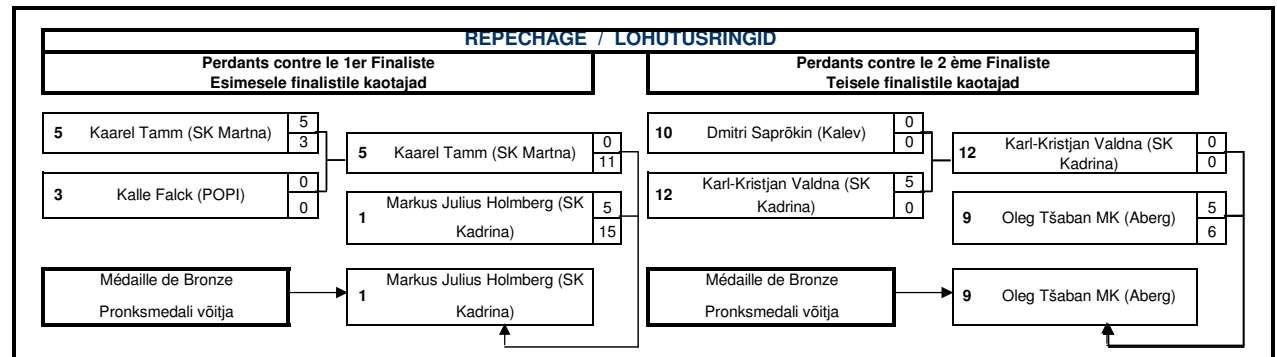 REPECHAGE / LOHUTUSRINGID
Perdants contre le 1er Finaliste
Esimesele finalistile kaotajad
Perdants contre le 2 ème Finaliste
Teisele finalistile kaotajad
5 Kaarel Tamm (SK Martna) 5
3
3 Kalle Falck (POPI) 0
0
5 Kaarel Tamm (SK Martna) 0
11
1 Markus Julius Holmberg (SK 5
Kadrina) 15
Médaille de Bronze
Pronksmedali võitja
1 Markus Julius Holmberg (SK
Kadrina)
10 Dmitri Saprõkin (Kalev) 0
0
12 Karl-Kristjan Valdna (SK 5
Kadrina) 0
12 Karl-Kristjan Valdna (SK 0
Kadrina) 0
9 Oleg Tšaban MK (Aberg) 5
6
Médaille de Bronze
Pronksmedali võitja
9 Oleg Tšaban MK (Aberg)